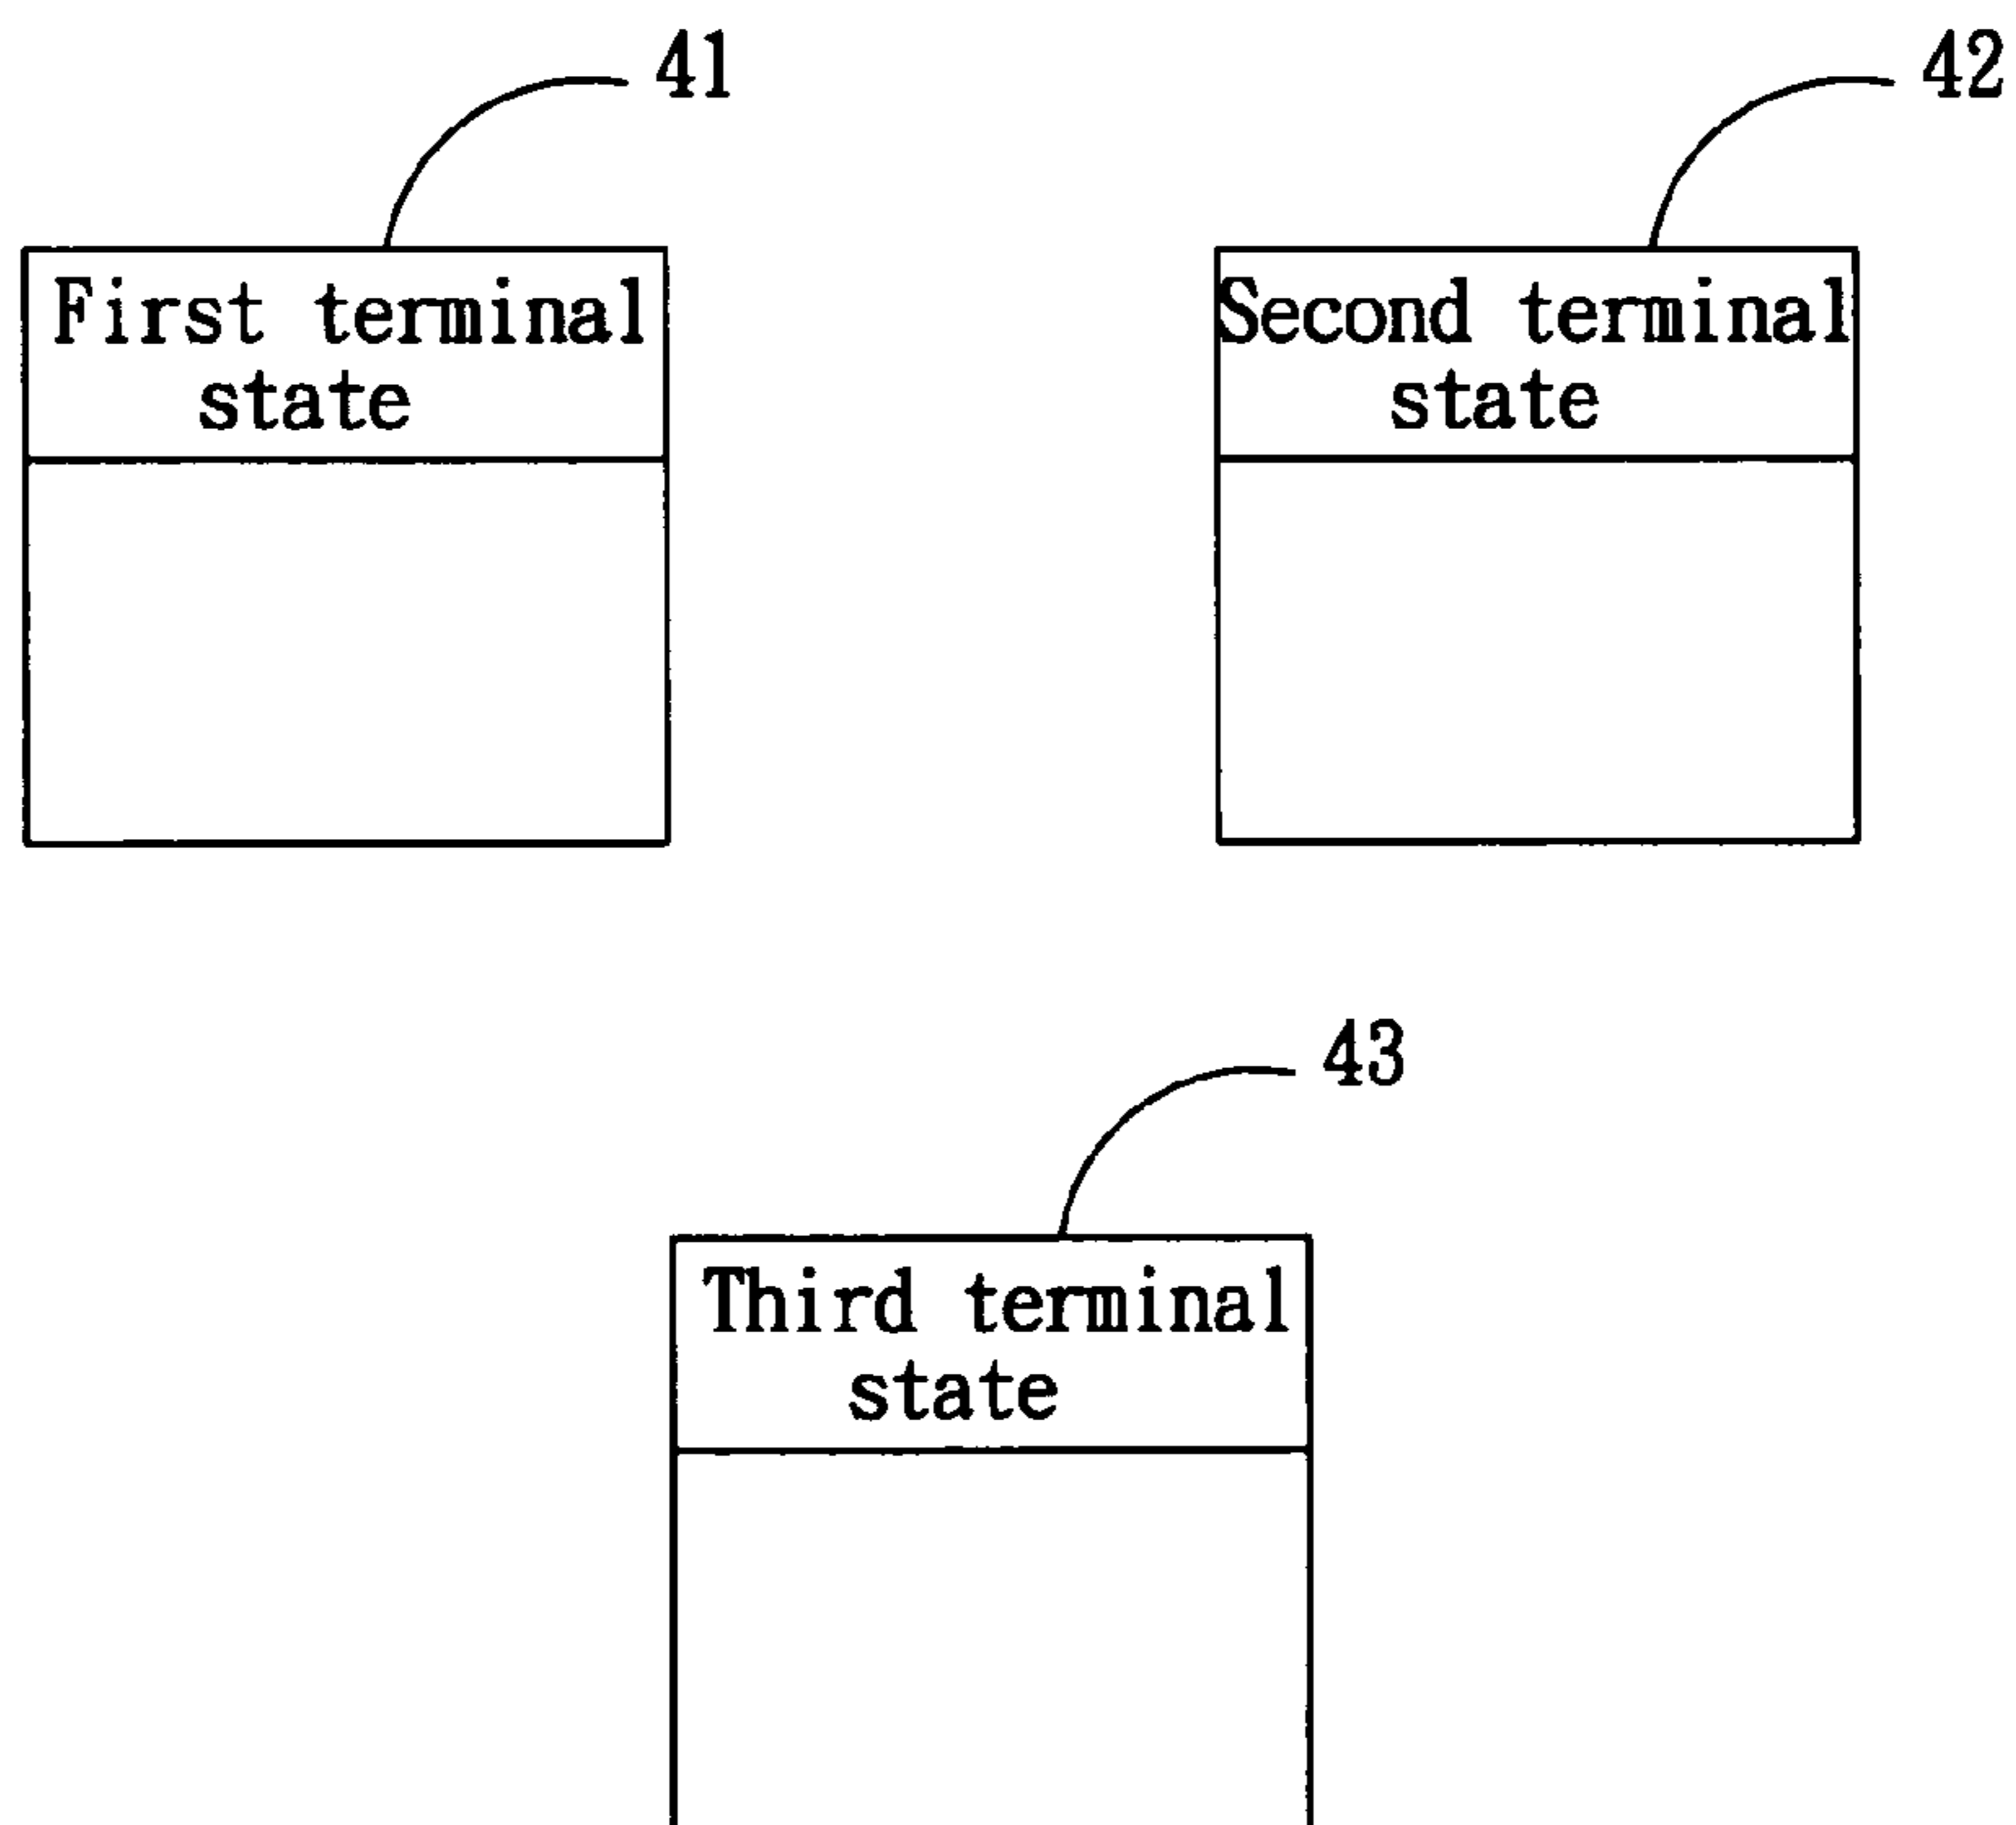 41
42
First terminal
state
Second terminal
state
43
Third terminal
state